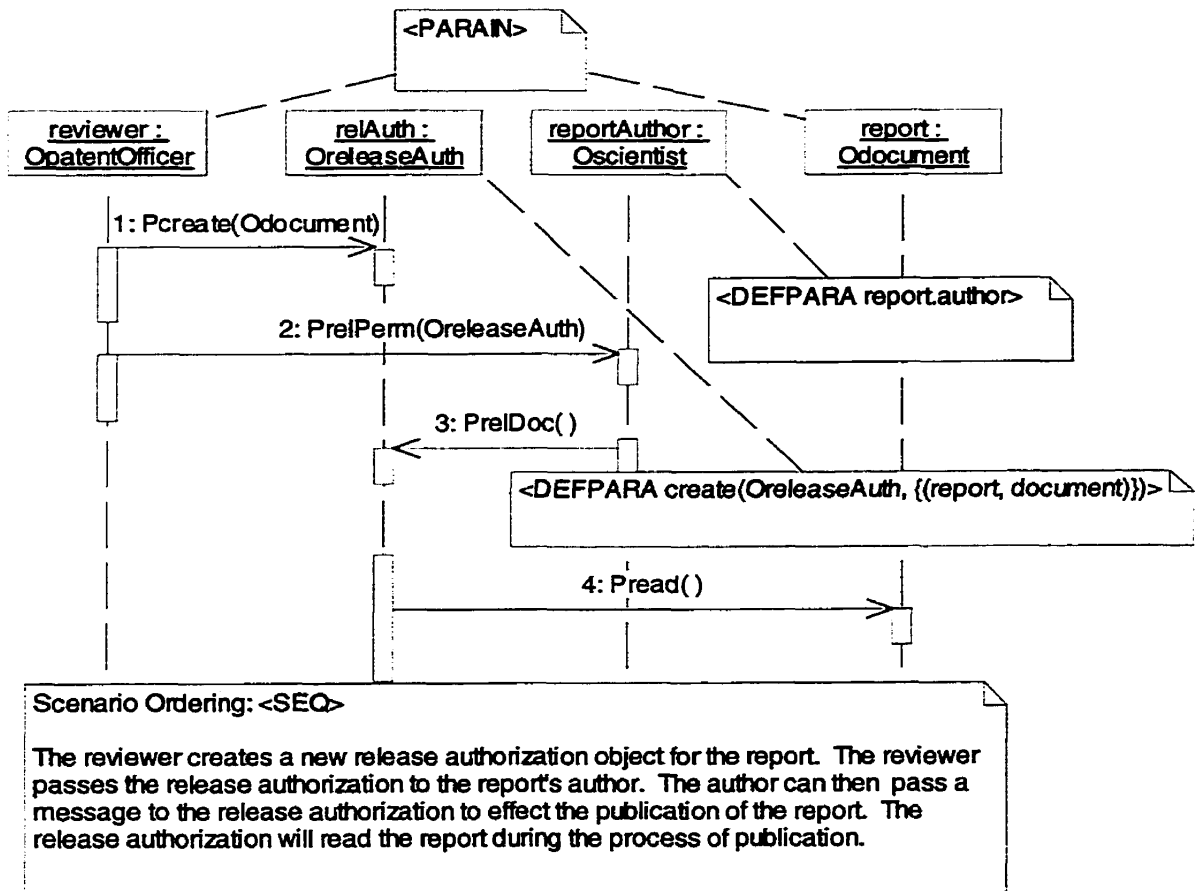 <PARAIN>
reviewer :
OpatentOfficer
relAuth :
OreleaseAuth
reportAuthor :
Oscientist
report :
Odocument
1: Pcreate(Odocument)
<DEFPARA report.author>
2: PrelPerm(OreleaseAuth)
3: PrelDoc( )
<DEFPARA create(OreleaseAuth, {(report, document)})>
4: Pread( )
Scenario Ordering: <SEQ>
The reviewer creates a new release authorization object for the report. The reviewer
passes the release authorization to the report's author. The author can then pass a
message to the release authorization to effect the publication of the report. The
release authorization will read the report during the process of publication.